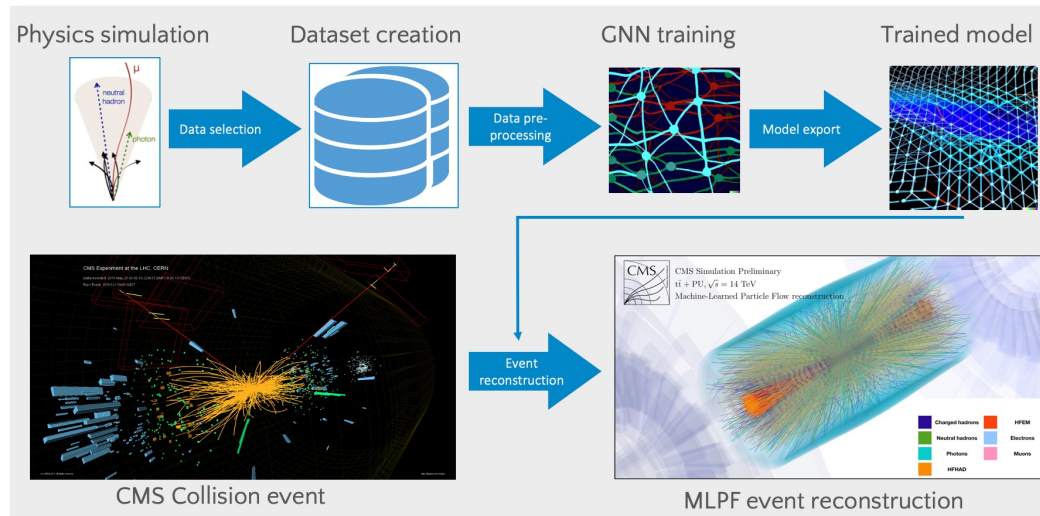 Physics simulation
Dataset creation
GNN training
Trained model
μ
neutral
hadron
photon
Data selection
Data pre-
processing
Model export
CMS Experiment at the LHC, CERN
CMS
CMS Simulation Preliminary
tt̄ + PU, √s = 14 TeV
Machine-Learned Particle Flow reconstruction
Event
reconstruction
Charged hadrons
HFEM
Neutral hadrons
Electrons
Photons
Muons
HFHAD
CMS Collision event
MLPF event reconstruction